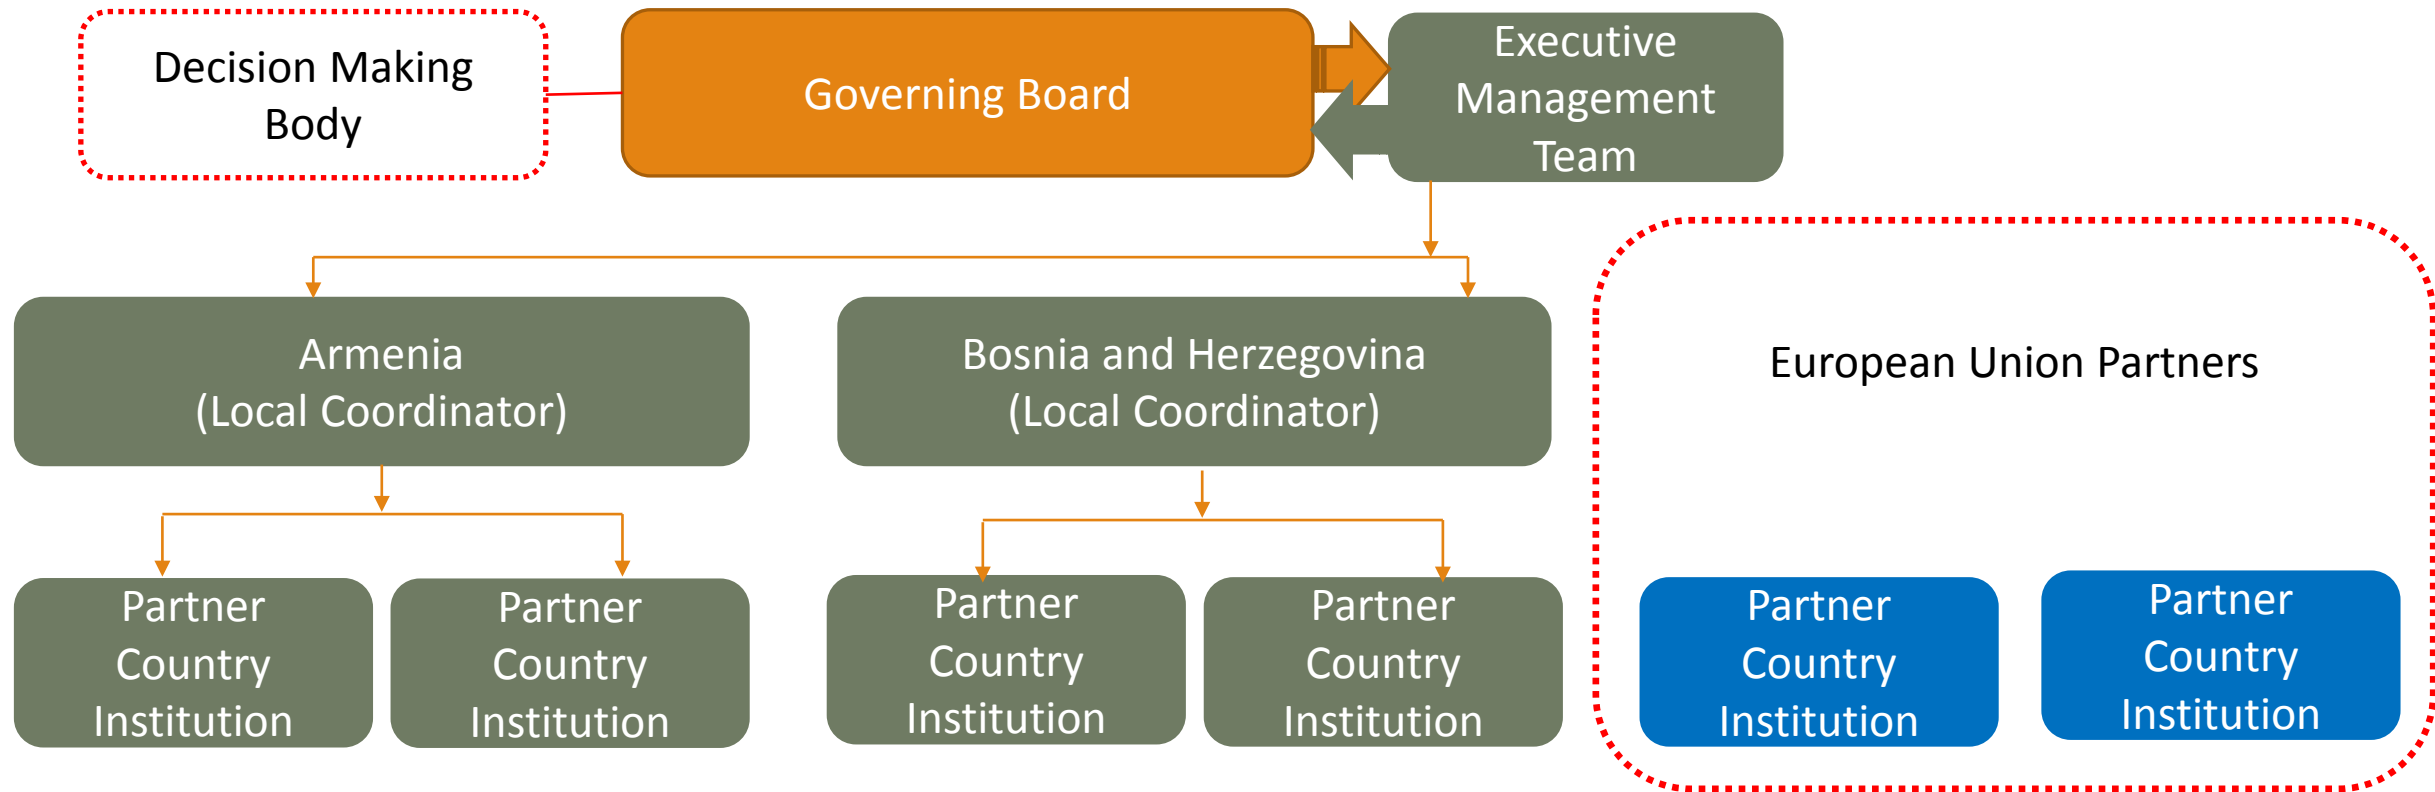 Decision Making
Body
Governing Board
Executive
Management
Team
Armenia
(Local Coordinator)
Bosnia and Herzegovina
(Local Coordinator)
European Union Partners
Partner
Country
Institution
Partner
Country
Institution
Partner
Country
Institution
Partner
Country
Institution
Partner
Country
Institution
Partner
Country
Institution